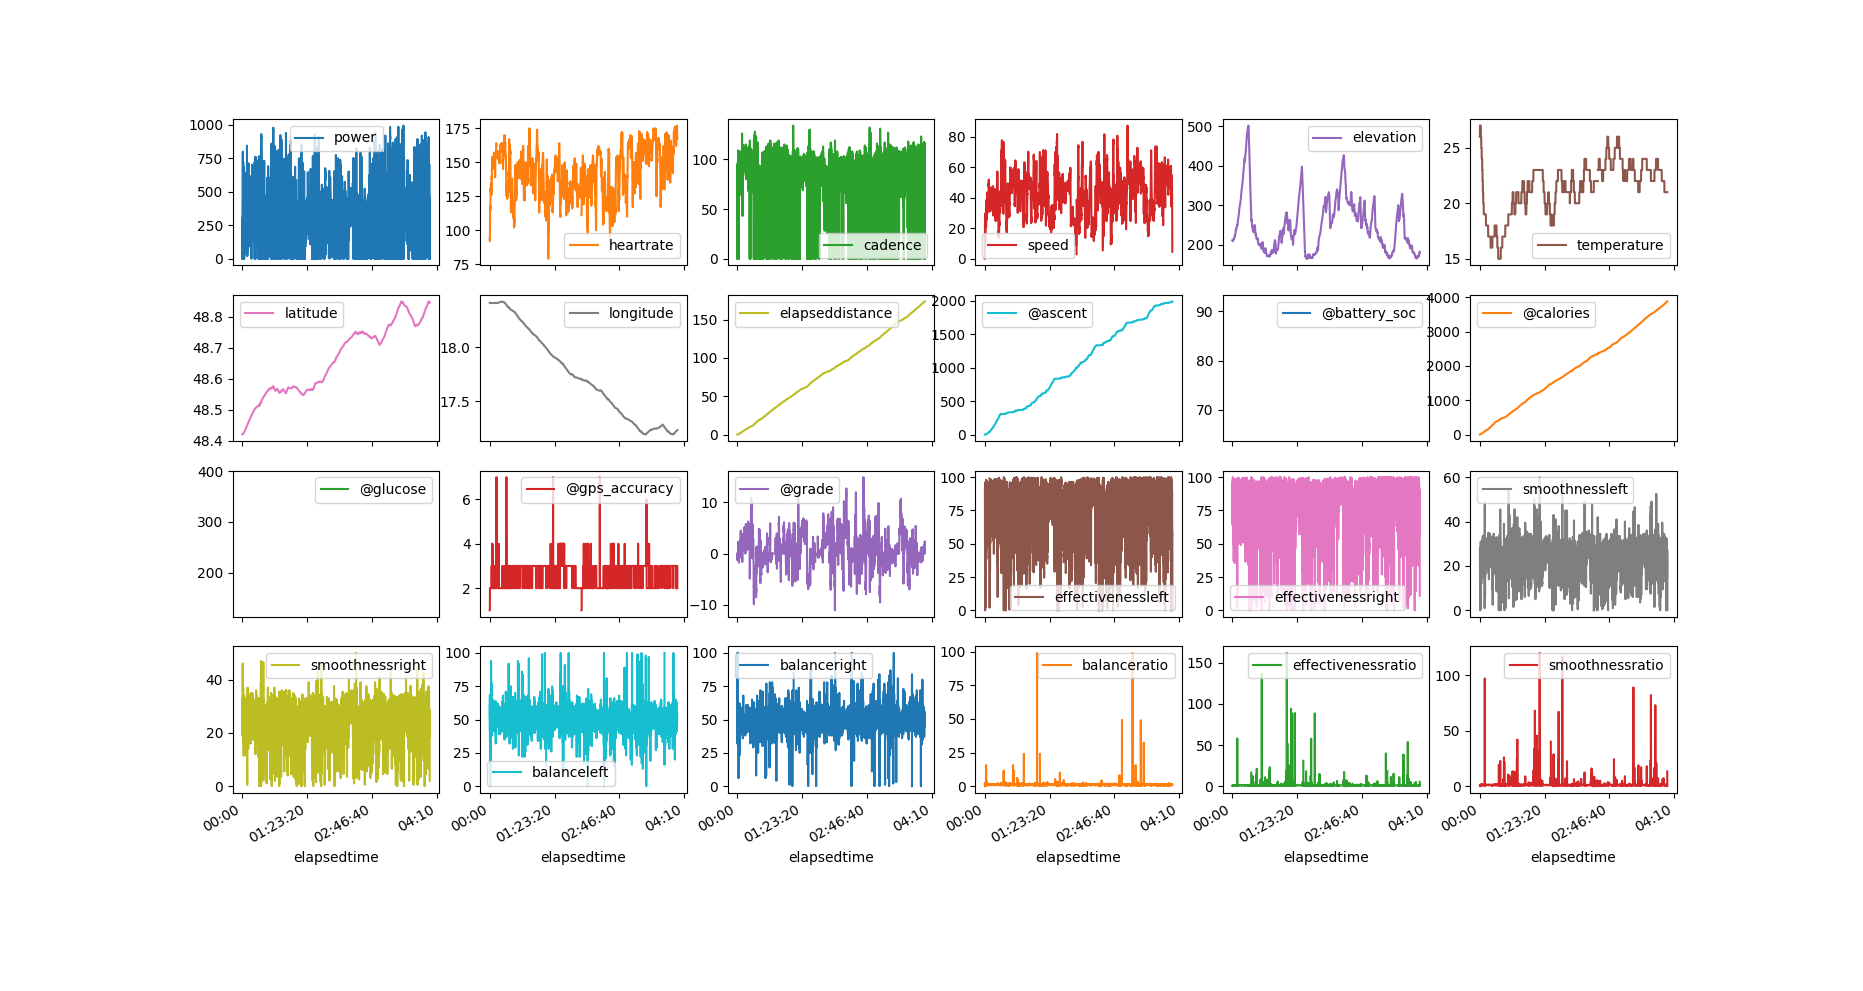 1000
750
500
250
0
power
175
150
125
100
75
heartrate
100
50
0
cadence
80
60
40
20
0
speed
500
400
300
200
elevation
25
20
15
temperature
48.8
48.7
48.6
48.5
48.4
latitude
18.0
17.5
longitude
150
100
50
0
elapseddistance
2000
1500
1000
500
0
@ascent
90
80
70
@battery_soc
4000
3000
2000
1000
0
@calories
400
300
200
@glucose
6
4
2
@gps_accuracy
10
0
−10
@grade
100
75
50
25
0
effectivenessleft
100
75
50
25
0
effectivenessright
60
40
20
0
smoothnessleft
40
20
0
smoothnessright
00:00 01:23:20 02:46:40 04:10
elapsedtime
100
75
50
25
0
balanceleft
00:00 01:23:20 02:46:40 04:10
elapsedtime
100
75
50
25
0
balanceright
00:00 01:23:20 02:46:40 04:10
elapsedtime
100
75
50
25
0
balanceratio
00:00 01:23:20 02:46:40 04:10
elapsedtime
150
100
50
0
effectivenessratio
00:00 01:23:20 02:46:40 04:10
elapsedtime
100
50
0
smoothnessratio
00:00 01:23:20 02:46:40 04:10
elapsedtime